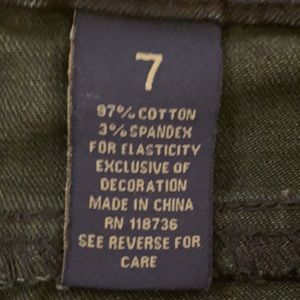 7
97% COTTON
3% SPANDEX
FOR ELASTICITY
EXCLUSIVE OF
DECORATION
MADE IN CHINA
RN 118736
SEE REVERSE FOR
CARE